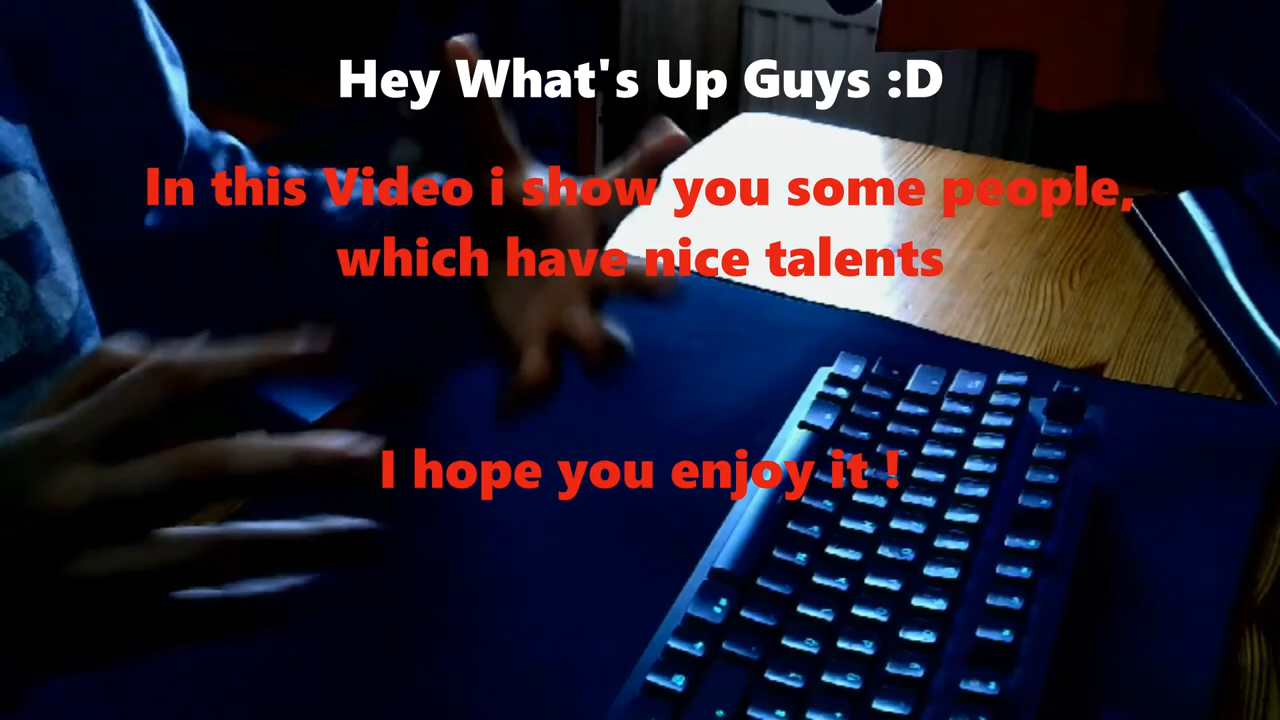 Hey What's Up Guys :D
In this Video i show you some people,
which have nice talents
I hope you enjoy it !